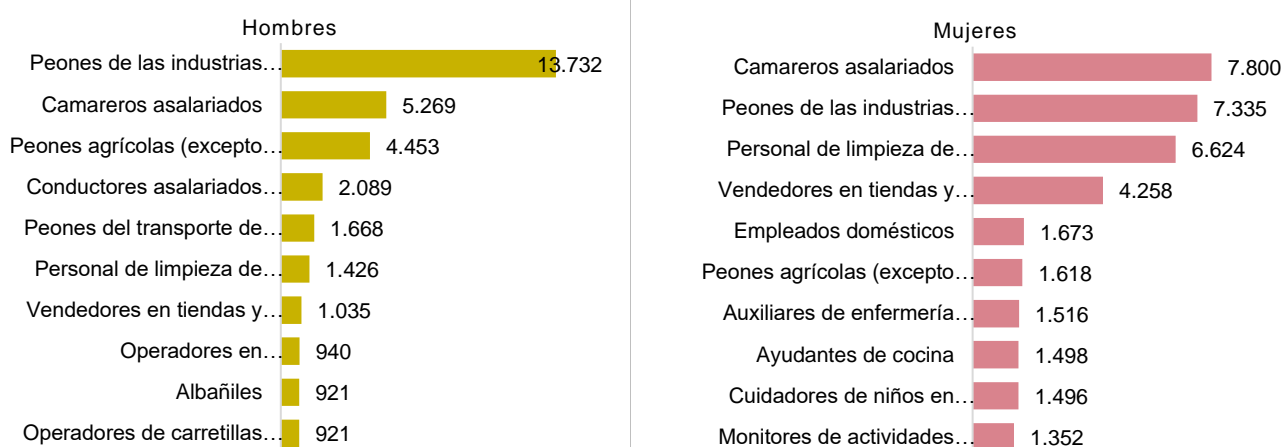 Hombres
Peones de las industrias… 13.732
Camareros asalariados 5.269
Peones agrícolas (excepto… 4.453
Conductores asalariados… 2.089
Peones del transporte de… 1.668
Personal de limpieza de… 1.426
Vendedores en tiendas y… 1.035
Operadores en… 940
Albañiles 921
Operadores de carretillas… 921
Mujeres
Camareros asalariados 7.800
Peones de las industrias… 7.335
Personal de limpieza de… 6.624
Vendedores en tiendas y… 4.258
Empleados domésticos 1.673
Peones agrícolas (excepto… 1.618
Auxiliares de enfermería… 1.516
Ayudantes de cocina 1.498
Cuidadores de niños en… 1.496
Monitores de actividades… 1.352